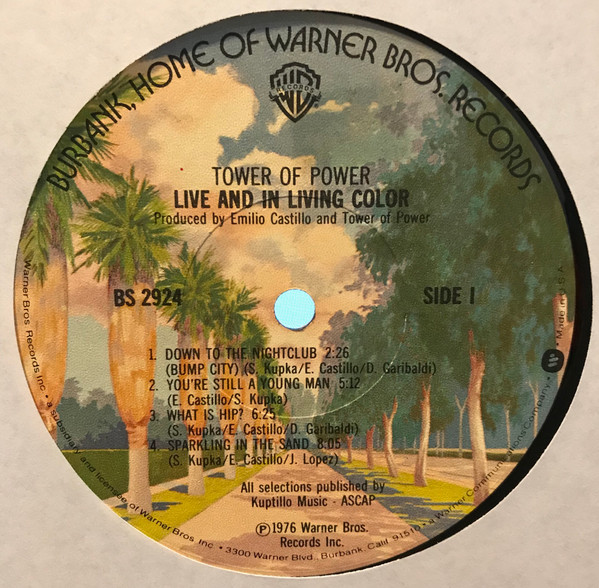 BURBANK, HOME OF WARNER BROS. RECORDS
RECORDS
TOWER OF POWER
LIVE AND IN LIVING COLOR
Produced by Emilio Castillo and Tower of Power
BS 2924
SIDE 1
1. DOWN TO THE NIGHTCLUB 2:26
(BUMP CITY) (S. Kupka/E. Castillo/D. Garibaldi)
2. YOU'RE STILL A YOUNG MAN 5:12
(E. Castillo/S. Kupka)
3. WHAT IS HIP? 6:25
(S. Kupka/E. Castillo/D. Garibaldi)
4. SPARKLING IN THE SAND 8:05
(S. Kupka/E. Castillo/J. Lopez)
All selections published by
Kuptillo Music - ASCAP
Ⓟ1976 Warner Bros.
Records Inc.
Warner Bros. Records Inc. • a subsidiary and licensee of Warner Bros. Inc. • 3300 Warner Blvd., Burbank, Calif. 91510 • a Warner Communications Company. • Made in U.S.A.